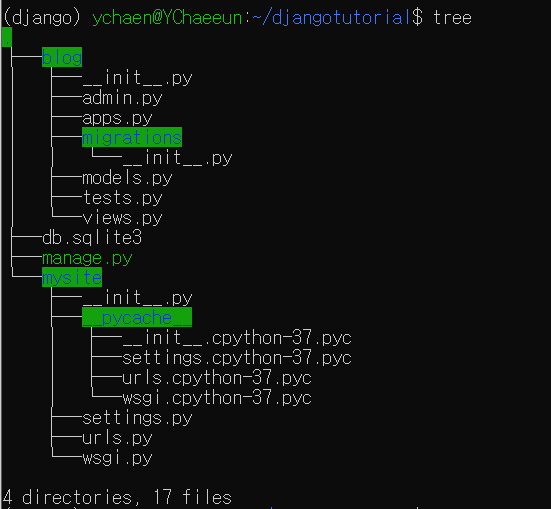 (django) ychaen@YChaeeun:~/djangotutorial$ tree
.
├──blog
│   ├──__init__.py
│   ├──admin.py
│   ├──apps.py
│   ├──migrations
│   │   └──__init__.py
│   ├──models.py
│   ├──tests.py
│   └──views.py
├──db.sqlite3
├──manage.py
└──mysite
    ├──__init__.py
    ├──__pycache__
    │   ├──__init__.cpython-37.pyc
    │   ├──settings.cpython-37.pyc
    │   ├──urls.cpython-37.pyc
    │   └──wsgi.cpython-37.pyc
    ├──settings.py
    ├──urls.py
    └──wsgi.py
4 directories, 17 files